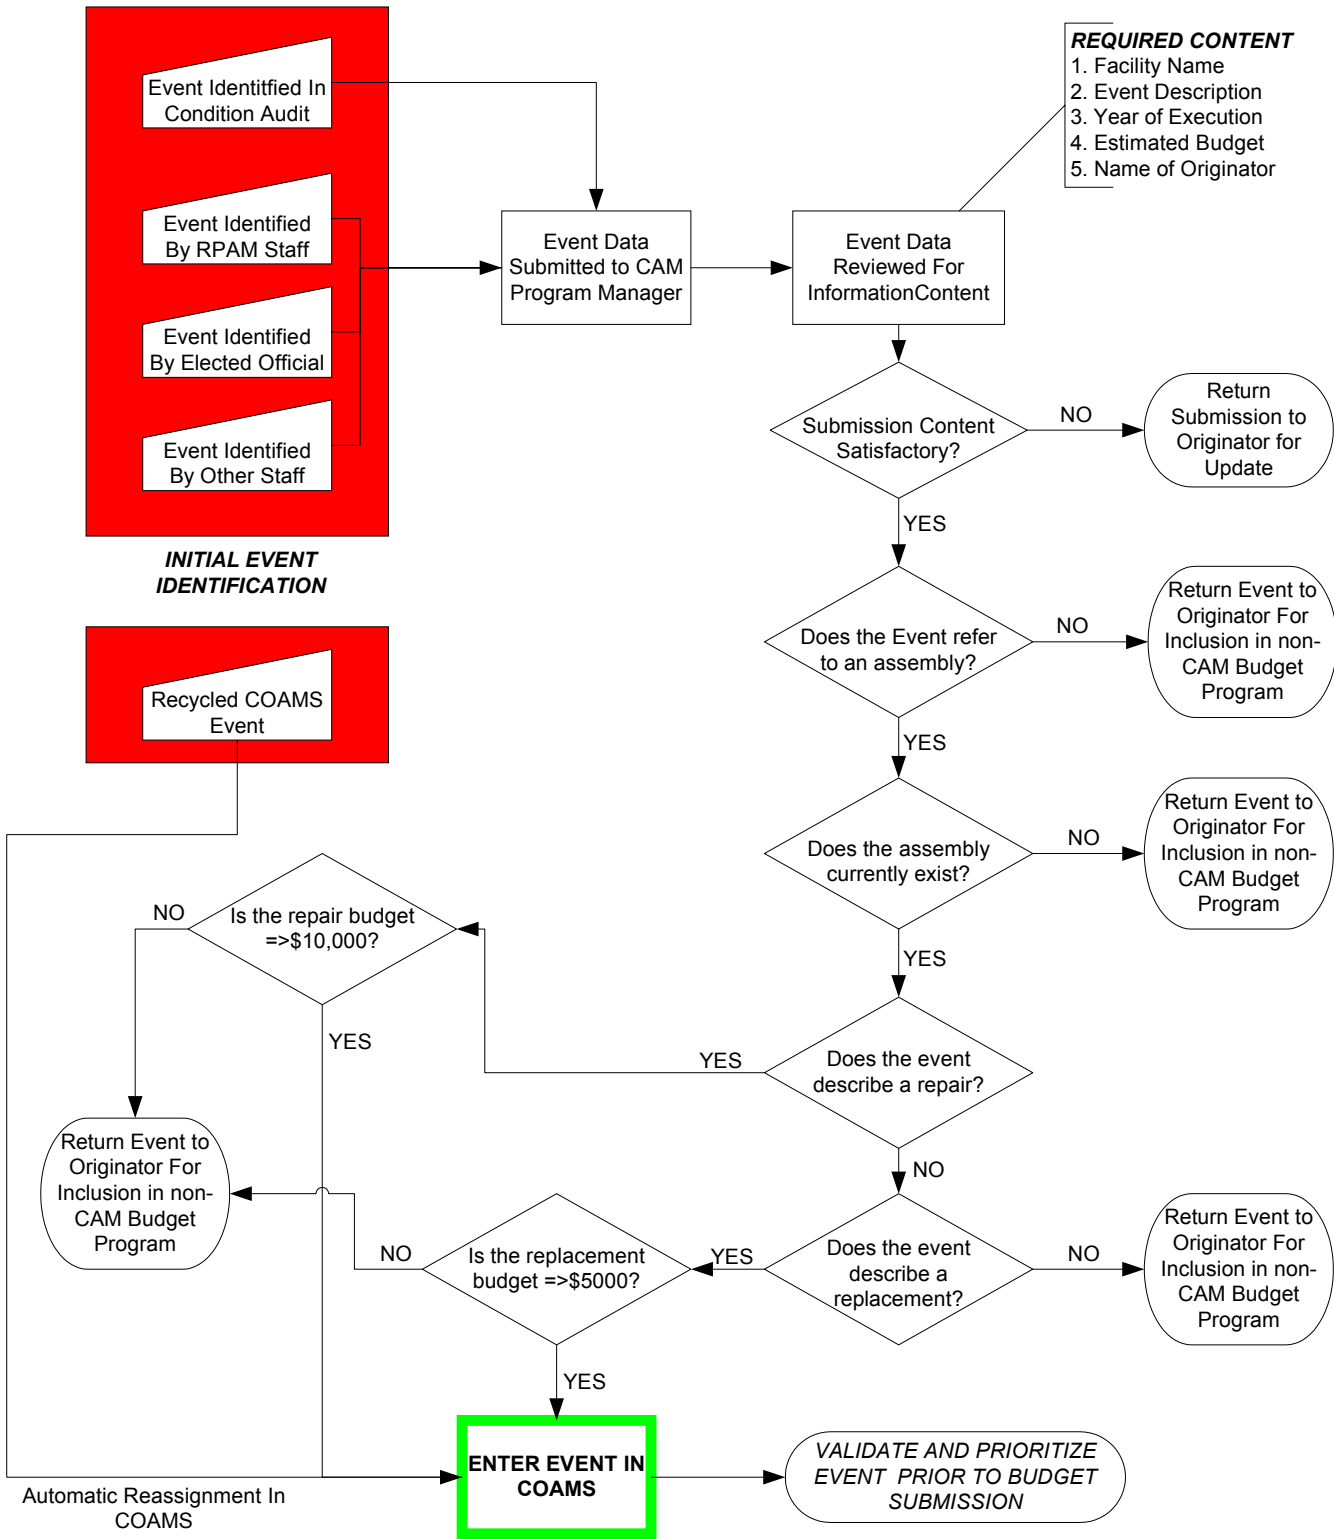 REQUIRED CONTENT
1. Facility Name
2. Event Description
3. Year of Execution
4. Estimated Budget
5. Name of Originator
Event Identitfied In
Condition Audit
Event Identified
By RPAM Staff
Event Identified
By Elected Official
Event Identified
By Other Staff
INITIAL EVENT
IDENTIFICATION
Event Data
Submitted to CAM
Program Manager
Event Data
Reviewed For
InformationContent
Submission Content
Satisfactory?
NO
Return
Submission to
Originator for
Update
YES
Does the Event refer
to an assembly?
NO
Return Event to
Originator For
Inclusion in non-
CAM Budget
Program
YES
Recycled COAMS
Event
Does the assembly
currently exist?
NO
Return Event to
Originator For
Inclusion in non-
CAM Budget
Program
YES
Does the event
describe a repair?
YES
Is the repair budget
=>$10,000?
NO
YES
Return Event to
Originator For
Inclusion in non-
CAM Budget
Program
NO
Does the event
describe a
replacement?
NO
Return Event to
Originator For
Inclusion in non-
CAM Budget
Program
YES
Is the replacement
budget =>$5000?
NO
YES
ENTER EVENT IN
COAMS
VALIDATE AND PRIORITIZE
EVENT PRIOR TO BUDGET
SUBMISSION
Automatic Reassignment In
COAMS